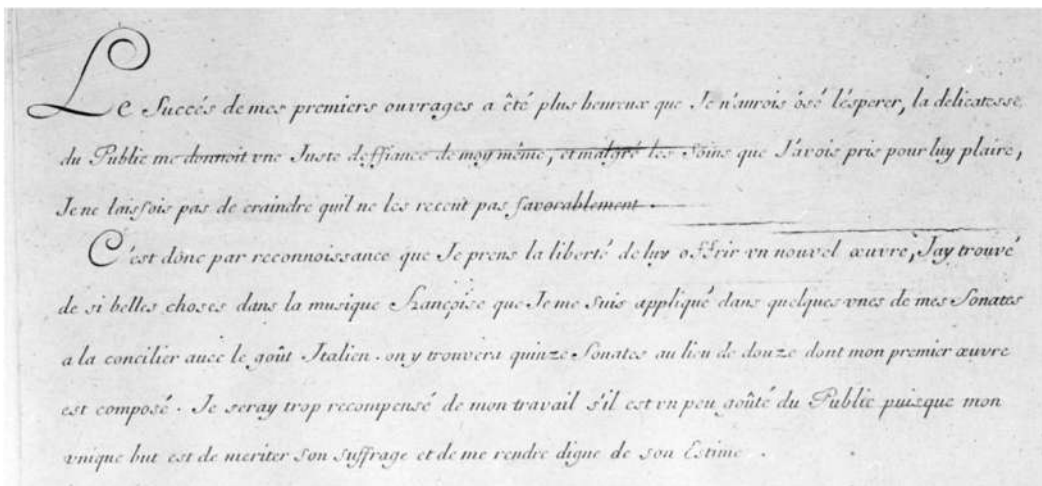 Le Succés de mes premiers ouvrages a êté plus heureux que Je n'aurois ôsé l'ésperer, la delicatesse
du Public me donnoit vne Juste deffiance de moy même, et malgré les Soins que J'avois pris pour luy plaire,
Je ne laissois pas de craindre quil ne les receut pas favorablement.
C'est donc par reconnoissance que Je prens la liberté de luy offrir vn nouvel œuvre, J'ay trouvé
de si belles choses dans la musique Françoise que Je me suis appliqué dans quelques vnes de mes Sonates
a la concilier avec le goût Italien. on y trouvera quinze Sonates au lieu de douze dont mon premier œuvre
est composé. Je seray trop recompensé de mon travail s'il est vn peu goûté du Public puisque mon
vnique but est de meriter son suffrage et de me rendre digne de son Estime.